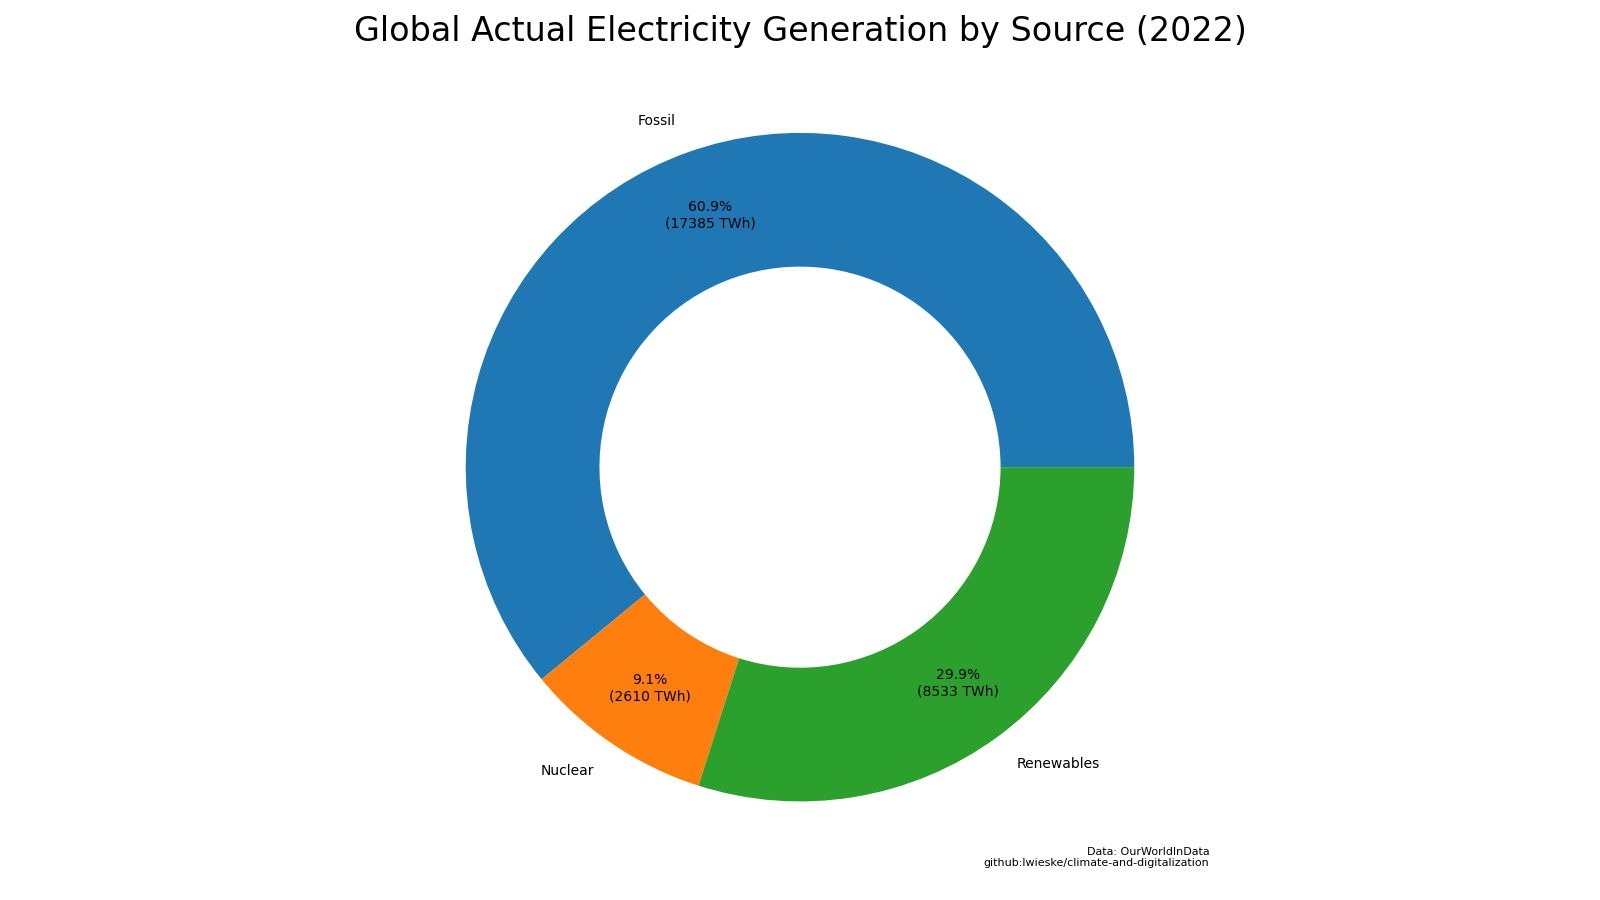 Global Actual Electricity Generation by Source (2022)
Fossil
60.9%
(17385 TWh)
9.1%
(2610 TWh)
29.9%
(8533 TWh)
Nuclear
Renewables
Data: OurWorldInData
github:lwieske/climate-and-digitalization